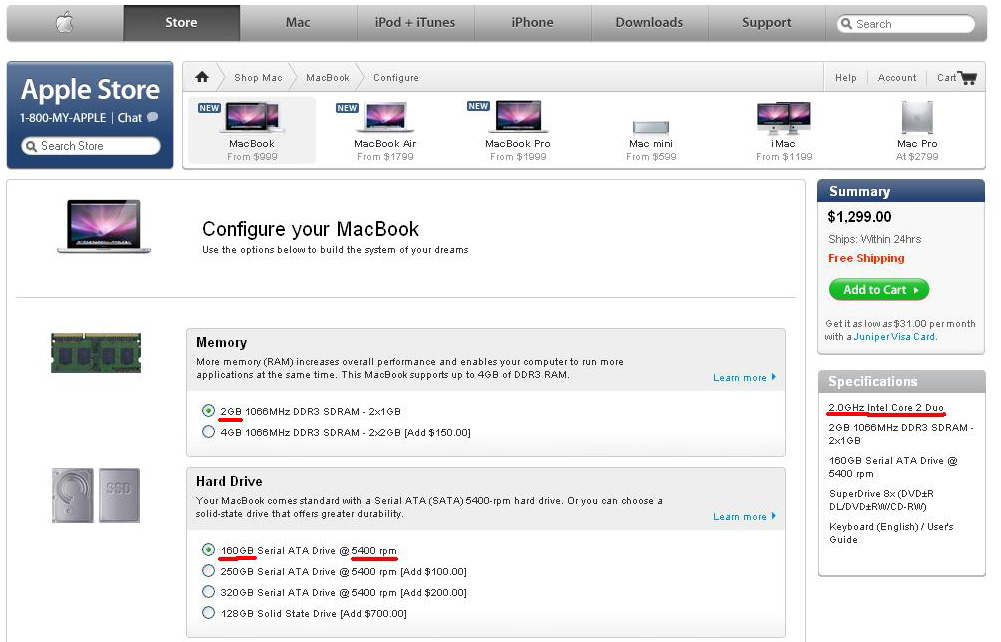 Store
Mac
iPod + iTunes
iPhone
Downloads
Support
Search
Apple Store
1-800-MY-APPLE | Chat
Search Store
Shop Mac
MacBook
Configure
Help
Account
Cart
NEW
MacBook
From $999
NEW
MacBook Air
From $1799
NEW
MacBook Pro
From $1999
Mac mini
From $599
iMac
From $1199
Mac Pro
At $2799
Configure your MacBook
Use the options below to build the system of your dreams
Memory
More memory (RAM) increases overall performance and enables your computer to run more
applications at the same time. This MacBook supports up to 4GB of DDR3 RAM.
Learn more
2GB 1066MHz DDR3 SDRAM - 2x1GB
4GB 1066MHz DDR3 SDRAM - 2x2GB [Add $150.00]
SSD
Hard Drive
Your MacBook comes standard with a Serial ATA (SATA) 5400-rpm hard drive. Or you can choose a
solid-state drive that offers greater durability.
Learn more
160GB Serial ATA Drive @ 5400 rpm
250GB Serial ATA Drive @ 5400 rpm [Add $100.00]
320GB Serial ATA Drive @ 5400 rpm [Add $200.00]
128GB Solid State Drive [Add $700.00]
Summary
$1,299.00
Ships: Within 24hrs
Free Shipping
Add to Cart
Get it as low as $31.00 per month
with a Juniper Visa Card.
Specifications
2.0GHz Intel Core 2 Duo
2GB 1066MHz DDR3 SDRAM -
2x1GB
160GB Serial ATA Drive @
5400 rpm
SuperDrive 8x (DVD±R
DL/DVD±RW/CD-RW)
Keyboard (English) / User's
Guide